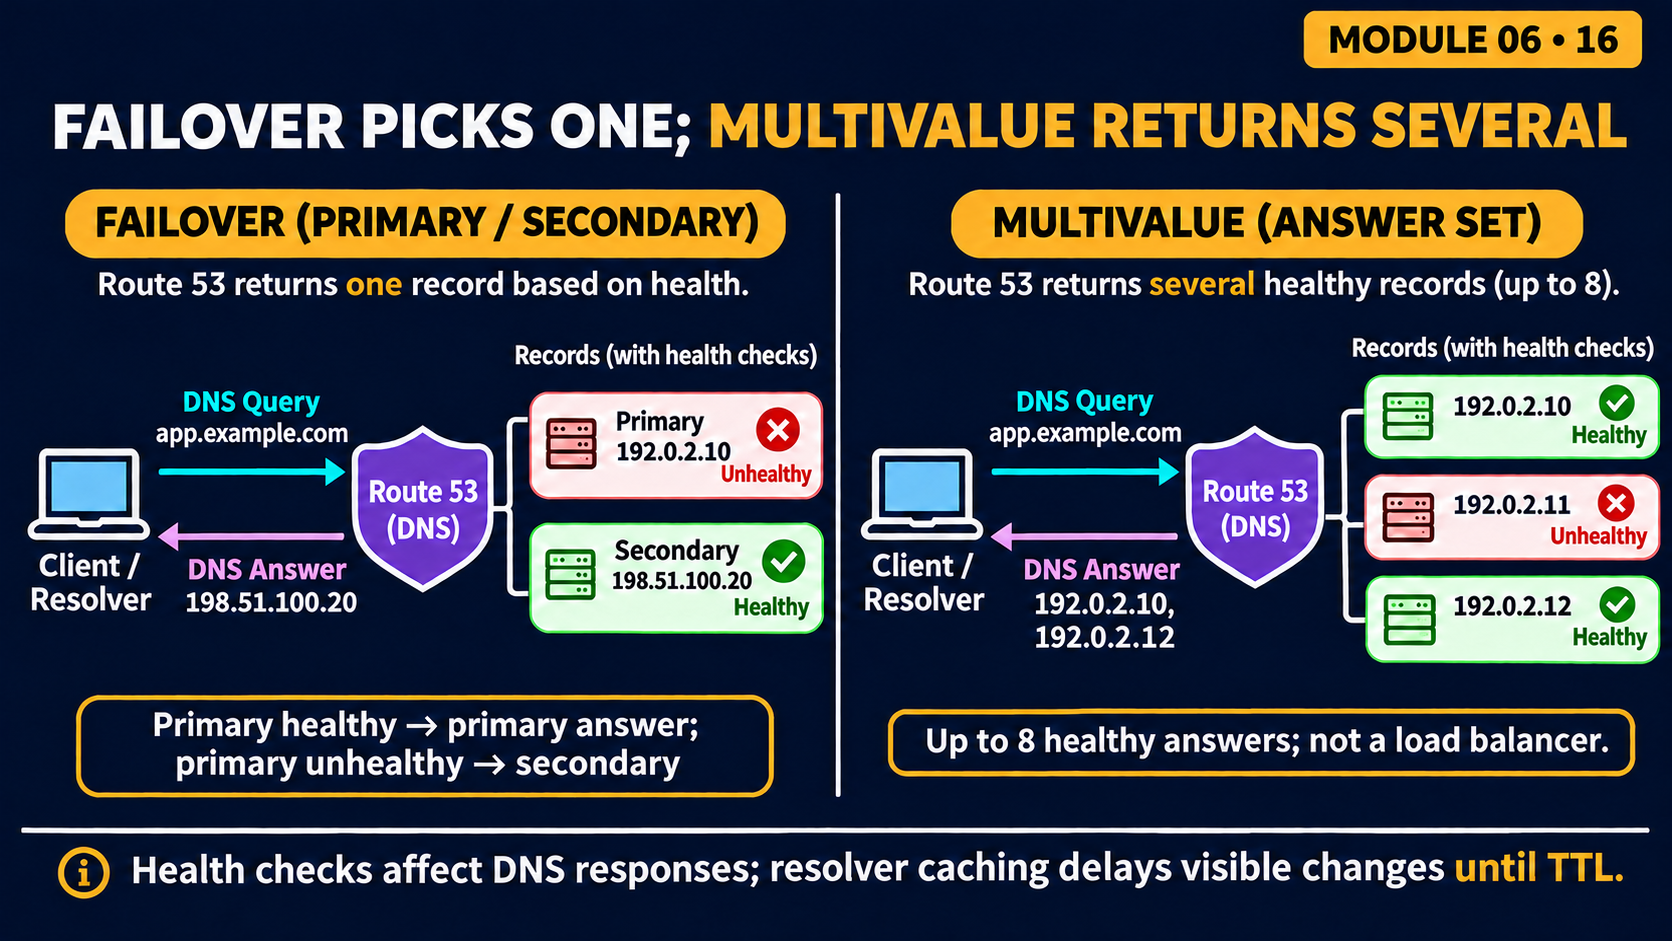 MODULE 06 • 16
FAILOVER PICKS ONE; MULTIVALUE RETURNS SEVERAL
FAILOVER (PRIMARY / SECONDARY)
Route 53 returns one record based on health.
Records (with health checks)
DNS Query
app.example.com
Client /
Resolver
Route 53
(DNS)
DNS Answer
198.51.100.20
Primary
192.0.2.10
Unhealthy
Secondary
198.51.100.20
Healthy
Primary healthy → primary answer;
primary unhealthy → secondary
MULTIVALUE (ANSWER SET)
Route 53 returns several healthy records (up to 8).
Records (with health checks)
DNS Query
app.example.com
Client /
Resolver
Route 53
(DNS)
DNS Answer
192.0.2.10,
192.0.2.12
192.0.2.10
Healthy
192.0.2.11
Unhealthy
192.0.2.12
Healthy
Up to 8 healthy answers; not a load balancer.
Health checks affect DNS responses; resolver caching delays visible changes until TTL.